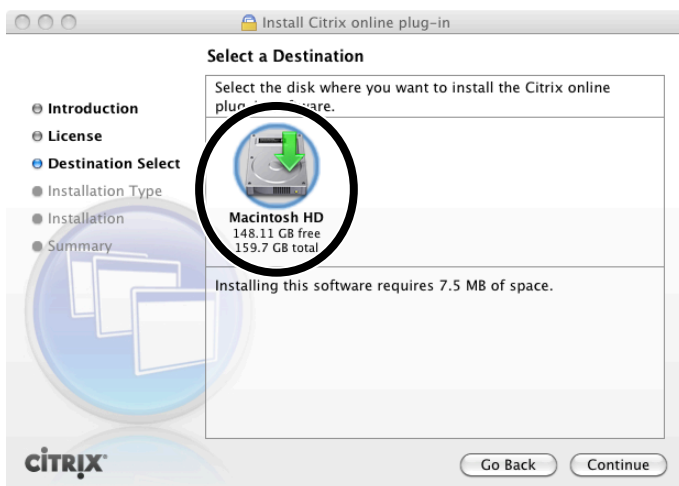 Install Citrix online plug-in
Select a Destination
Introduction
License
Destination Select
Installation Type
Installation
Summary
Select the disk where you want to install the Citrix online
Macintosh HD
148.11 GB free
159.7 GB total
Installing this software requires 7.5 MB of space.
CITRIX
Go Back
Continue